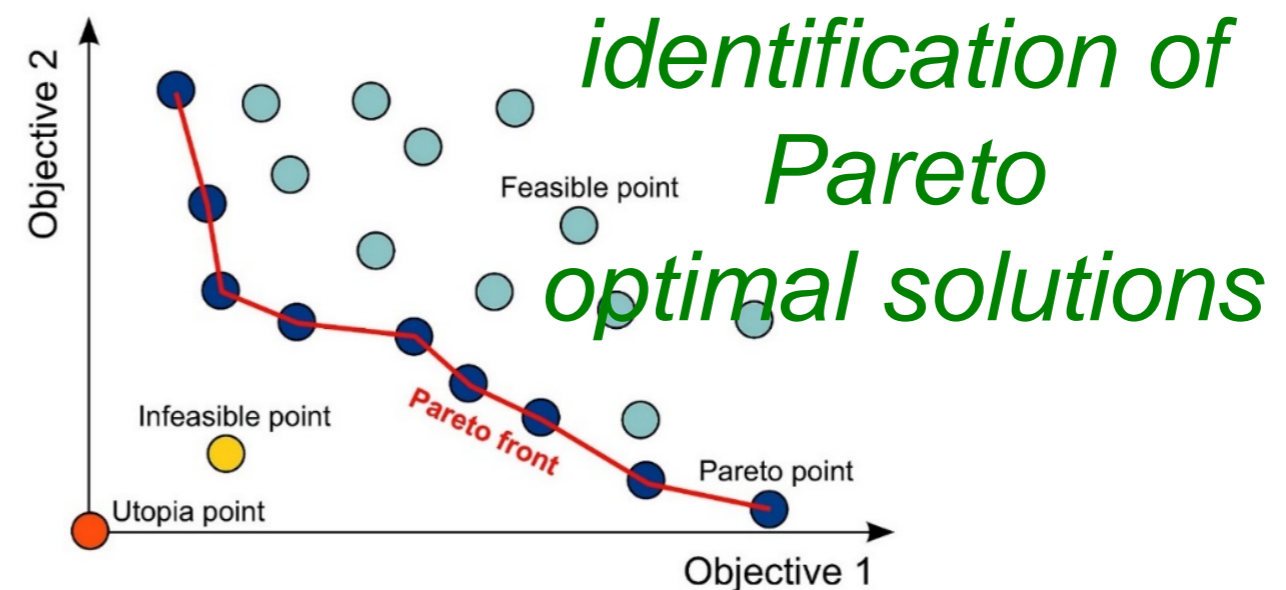 identification of
Pareto
optimal solutions
Objective 2
Feasible point
Pareto front
Infeasible point
Pareto point
Utopia point
Objective 1